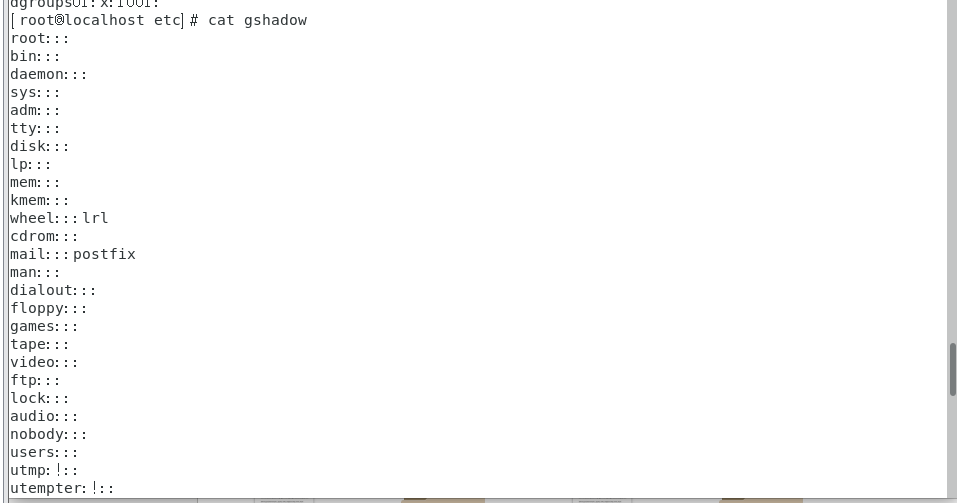 dgroups01:x:1001:
[root@localhost etc]# cat gshadow
root:::
bin:::
daemon:::
sys:::
adm:::
tty:::
disk:::
lp:::
mem:::
kmem:::
wheel:::lrl
cdrom:::
mail:::postfix
man:::
dialout:::
floppy:::
games:::
tape:::
video:::
ftp:::
lock:::
audio:::
nobody:::
users:::
utmp:!::
utempter:!::